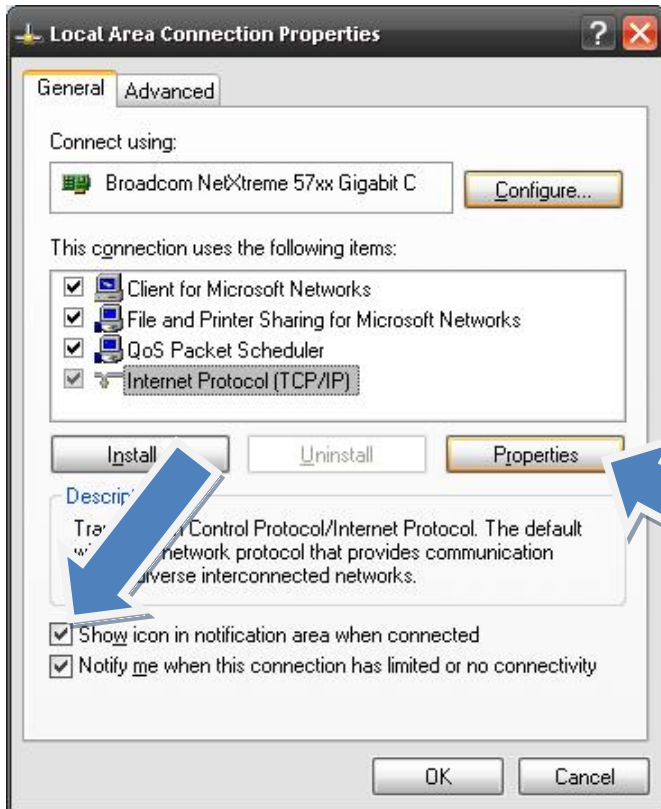 Local Area Connection Properties
?
General Advanced
Connect using:
Broadcom NetXtreme 57xx Gigabit C
Configure...
This connection uses the following items:
Client for Microsoft Networks
File and Printer Sharing for Microsoft Networks
QoS Packet Scheduler
Internet Protocol (TCP/IP)
Install
Uninstall
Properties
Control Protocol/Internet Protocol. The default
network protocol that provides communication
diverse interconnected networks.
Show icon in notification area when connected
Notify me when this connection has limited or no connectivity
OK
Cancel